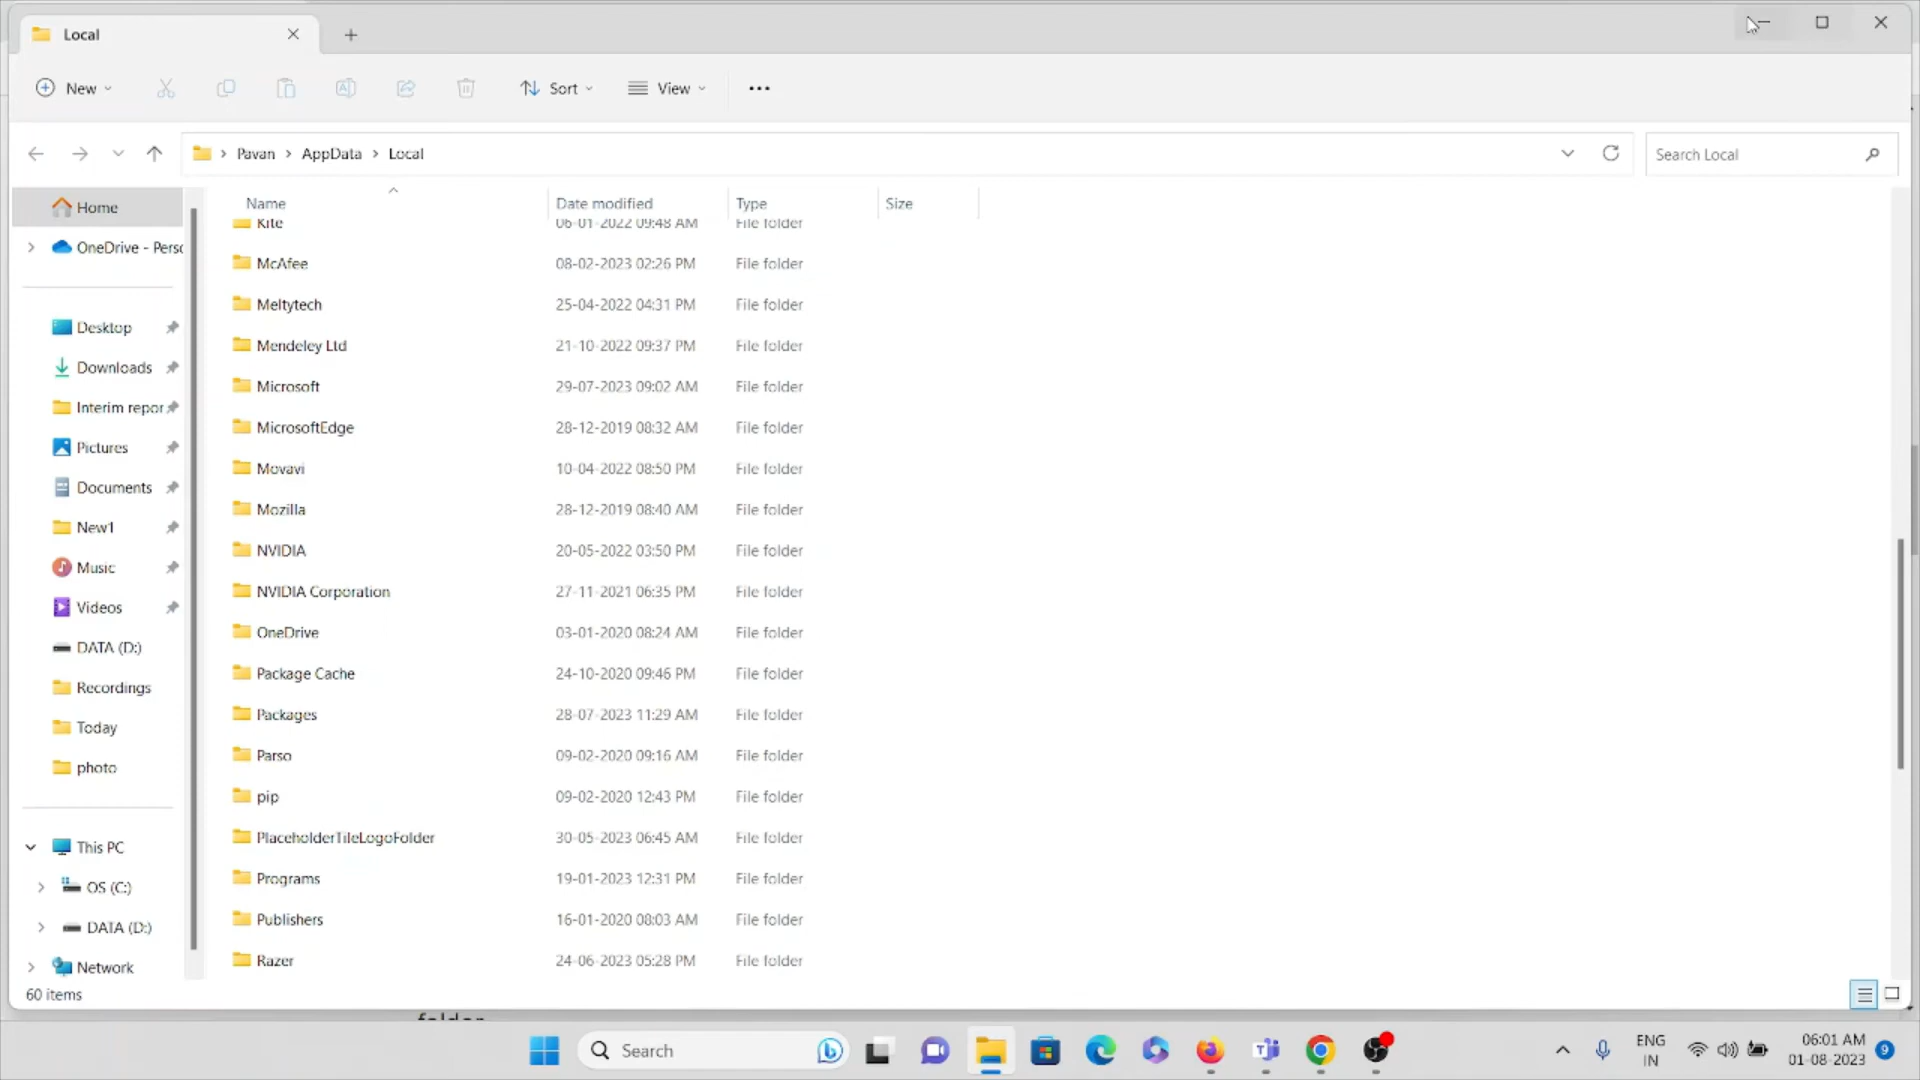 Local
New
Sort
View
Pavan
AppData
Local
Search Local
Name
Date modified
Type
Size
Home
OneDrive - Perso
Desktop
Downloads
Interim repor
Pictures
Documents
New1
Music
Videos
DATA (D:)
Recordings
Today
photo
This PC
OS (C:)
DATA (D:)
Network
Kite 06-01-2022 09:48 AM File folder
McAfee 08-02-2023 02:26 PM File folder
Meltytech 25-04-2022 04:31 PM File folder
Mendeley Ltd 21-10-2022 09:37 PM File folder
Microsoft 29-07-2023 09:02 AM File folder
MicrosoftEdge 28-12-2019 08:32 AM File folder
Movavi 10-04-2022 08:50 PM File folder
Mozilla 28-12-2019 08:40 AM File folder
NVIDIA 20-05-2022 03:50 PM File folder
NVIDIA Corporation 27-11-2021 06:35 PM File folder
OneDrive 03-01-2020 08:24 AM File folder
Package Cache 24-10-2020 09:46 PM File folder
Packages 28-07-2023 11:29 AM File folder
Parso 09-02-2020 09:16 AM File folder
pip 09-02-2020 12:43 PM File folder
PlaceholderTileLogoFolder 30-05-2023 06:45 AM File folder
Programs 19-01-2023 12:31 PM File folder
Publishers 16-01-2020 08:03 AM File folder
Razer 24-06-2023 05:28 PM File folder
60 items
folder
Search
ENG
IN
06:01 AM
01-08-2023
9